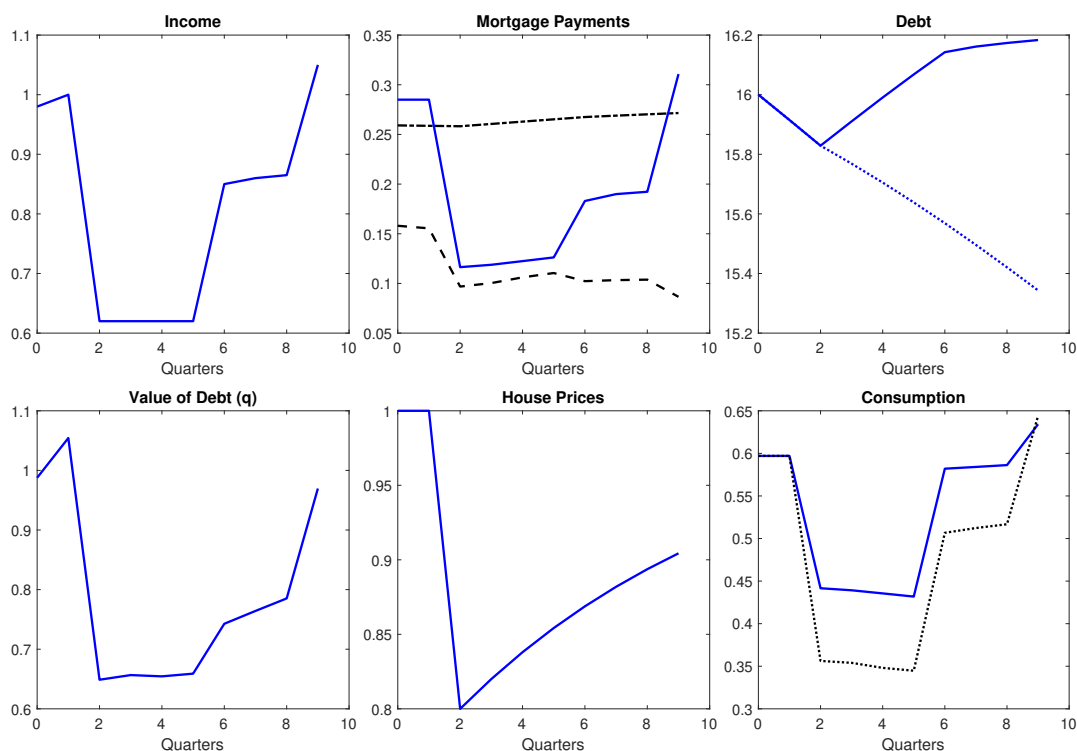 Income
1.1
1
0.9
0.8
0.7
0.6
0 2 4 6 8 10
Quarters
Mortgage Payments
0.35
0.3
0.25
0.2
0.15
0.1
0.05
0 2 4 6 8 10
Quarters
Debt
16.2
16
15.8
15.6
15.4
15.2
0 2 4 6 8 10
Quarters
Value of Debt (q)
1.1
1
0.9
0.8
0.7
0.6
0 2 4 6 8 10
Quarters
House Prices
1
0.95
0.9
0.85
0.8
0 2 4 6 8 10
Quarters
Consumption
0.65
0.6
0.55
0.5
0.45
0.4
0.35
0.3
0 2 4 6 8 10
Quarters